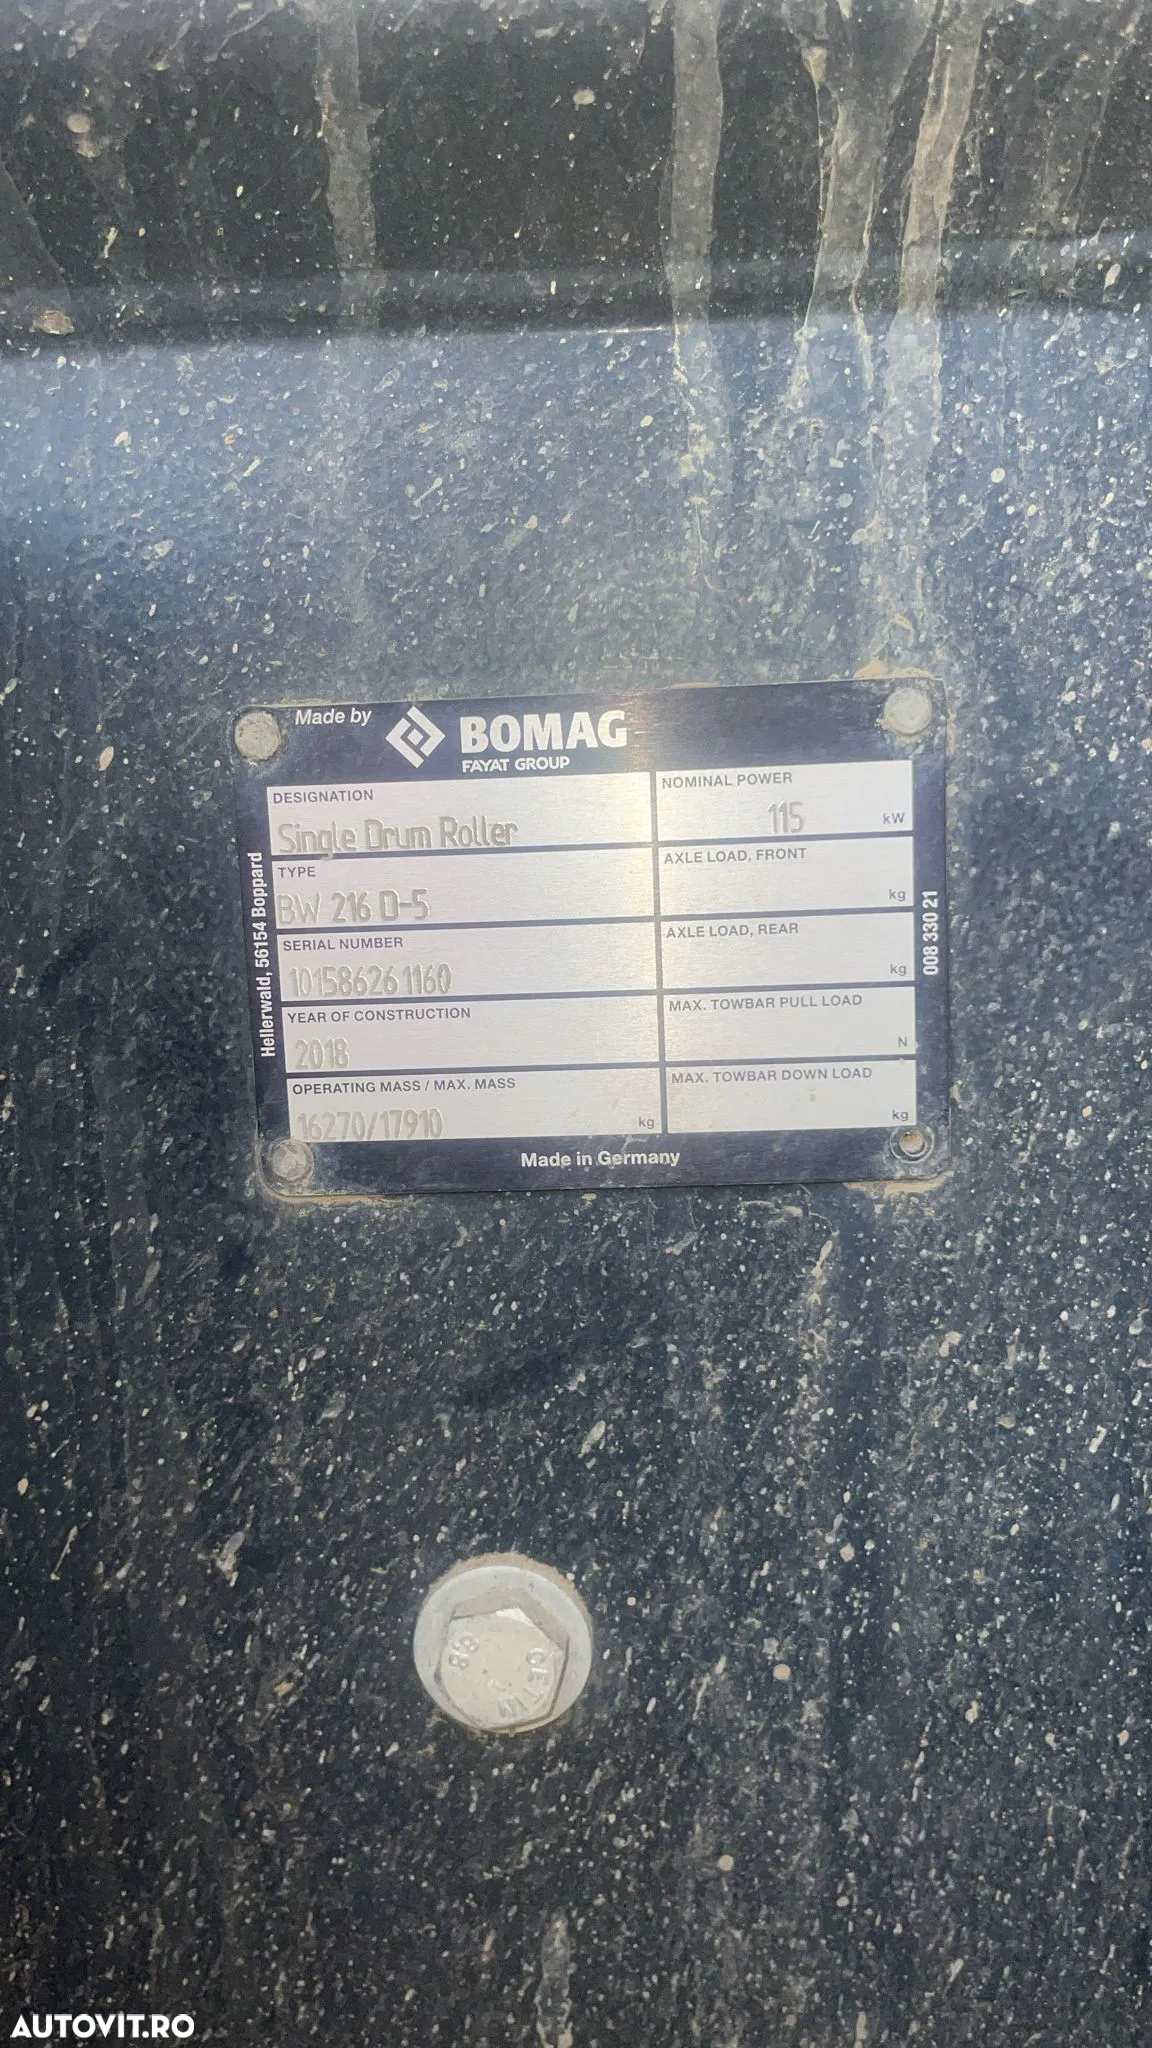 Made by BOMAG
FAYAT GROUP
DESIGNATION
Single Drum Roller
NOMINAL POWER
115 kW
TYPE
BW 216 D-5
AXLE LOAD, FRONT
kg
SERIAL NUMBER
101586261160
AXLE LOAD, REAR
kg
YEAR OF CONSTRUCTION
2018
MAX. TOWBAR PULL LOAD
N
OPERATING MASS / MAX. MASS
16270/17910 kg
MAX. TOWBAR DOWN LOAD
kg
Made in Germany
Hellerwald, 56154 Boppard
008 330 21
8.8
AUTOVIT.RO